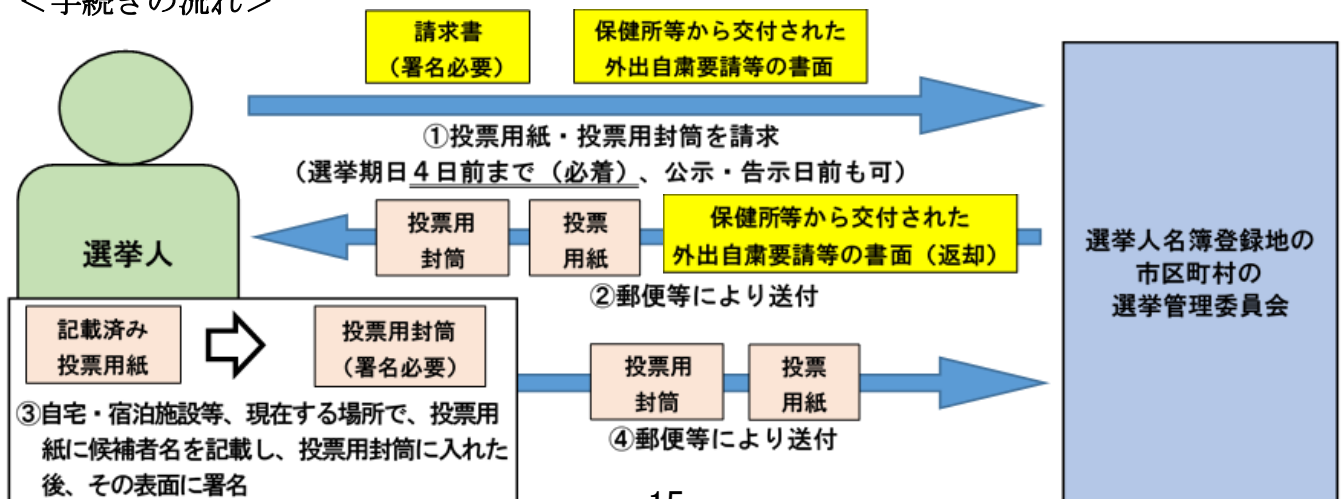 ＜手続きの流れ＞
請求書
（署名必要）
保健所等から交付された
外出自粛要請等の書面
①投票用紙・投票用封筒を請求
（選挙期日４日前まで（必着）、公示・告示日前も可）
投票用
封筒
投票
用紙
保健所等から交付された
外出自粛要請等の書面（返却）
②郵便等により送付
選挙人
選挙人名簿登録地の
市区町村の
選挙管理委員会
記載済み
投票用紙
投票用封筒
（署名必要）
③自宅・宿泊施設等、現在する場所で、投票用
紙に候補者名を記載し、投票用封筒に入れた
後、その表面に署名
投票用
封筒
投票
用紙
④郵便等により送付
15